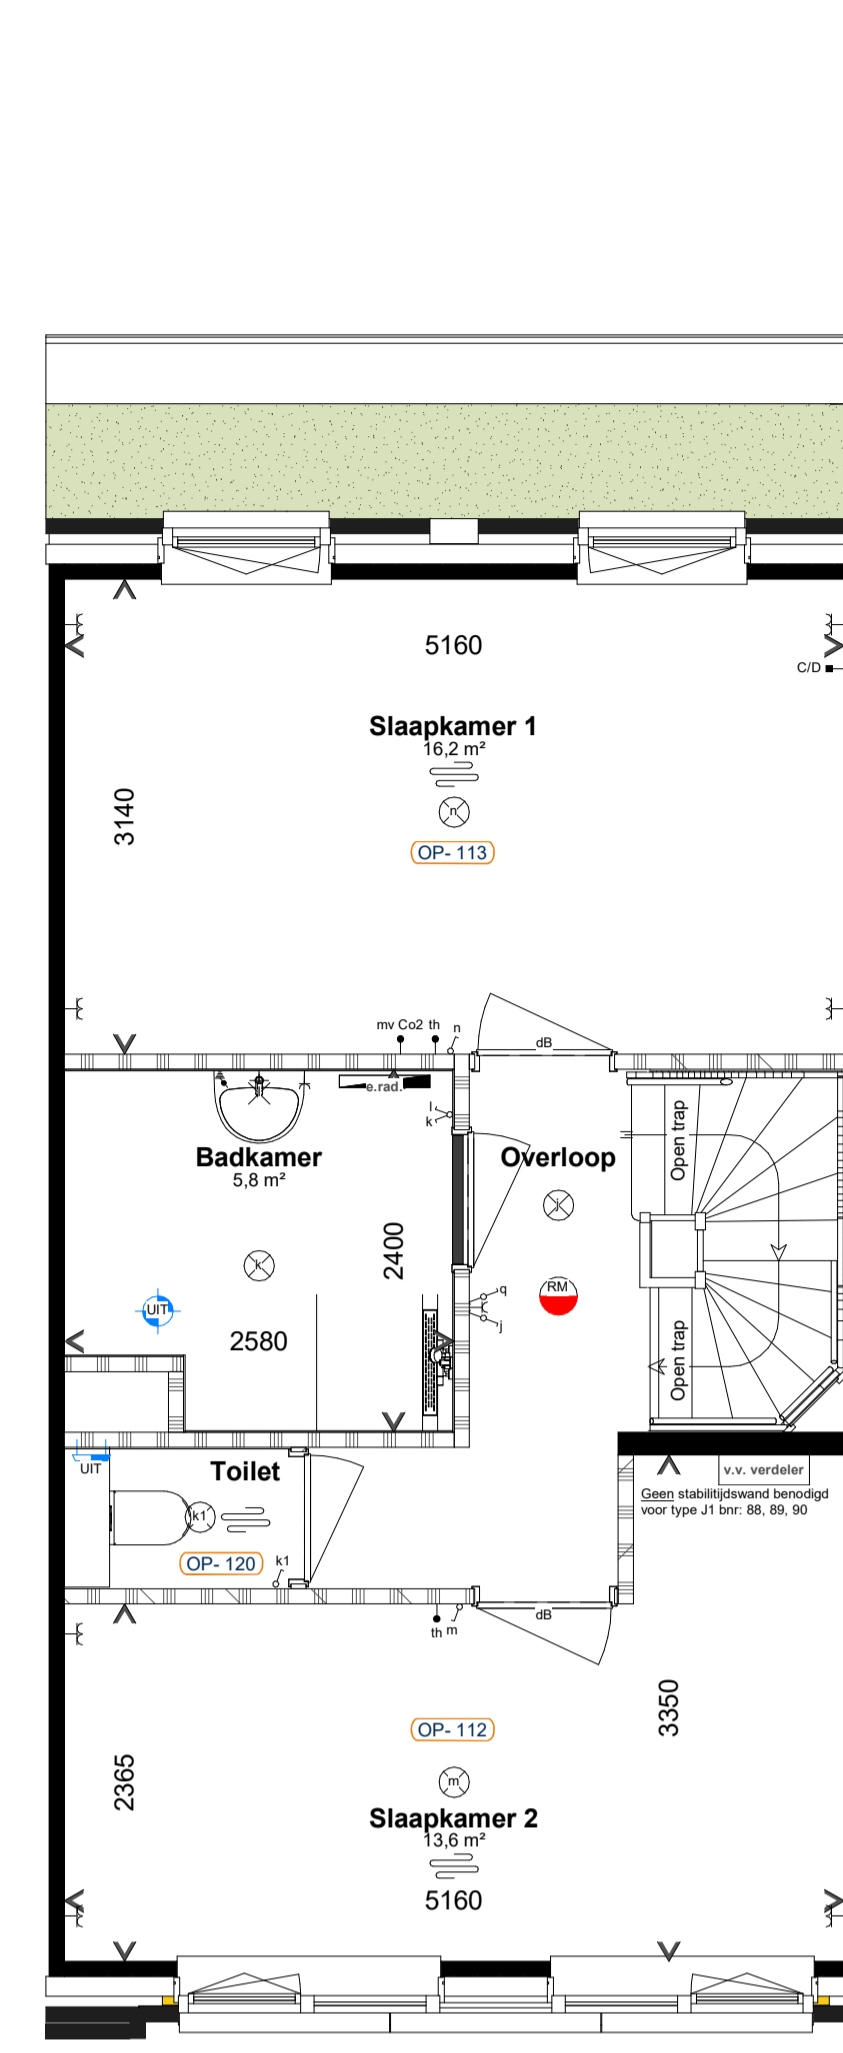 5160
C/D
Slaapkamer 1
16,2 m²
n
3140
OP- 113
mv Co2 th n
dB
e.rad.
l
k
Badkamer
5,8 m²
Overloop
Open trap
j
k
2400
UIT
RM
q
j
2580
Open trap
UIT
Toilet
v.v. verdeler
Geen stabilitijdswand benodigd
voor type J1 bnr: 88, 89, 90
k1
OP- 120
k1
dB
th m
3350
OP- 112
2365
m
Slaapkamer 2
13,6 m²
5160